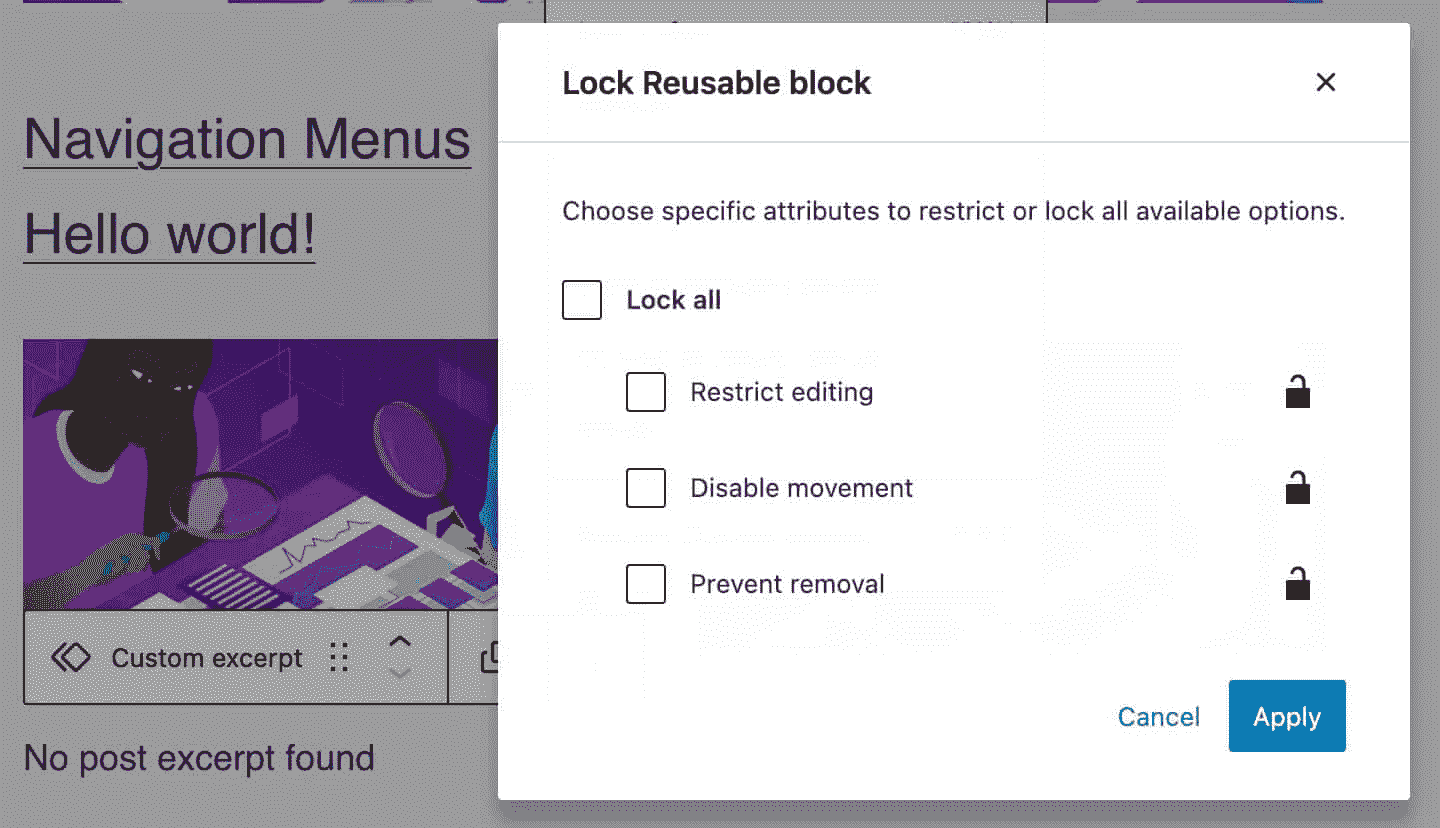 Navigation Menus
Hello world!
Custom excerpt
No post excerpt found
Lock Reusable block
Choose specific attributes to restrict or lock all available options.
Lock all
Restrict editing
Disable movement
Prevent removal
Cancel
Apply